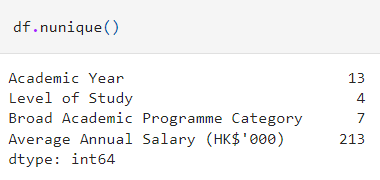 df.nunique()
Academic Year 13
Level of Study 4
Broad Academic Programme Category 7
Average Annual Salary (HK$'000) 213
dtype: int64